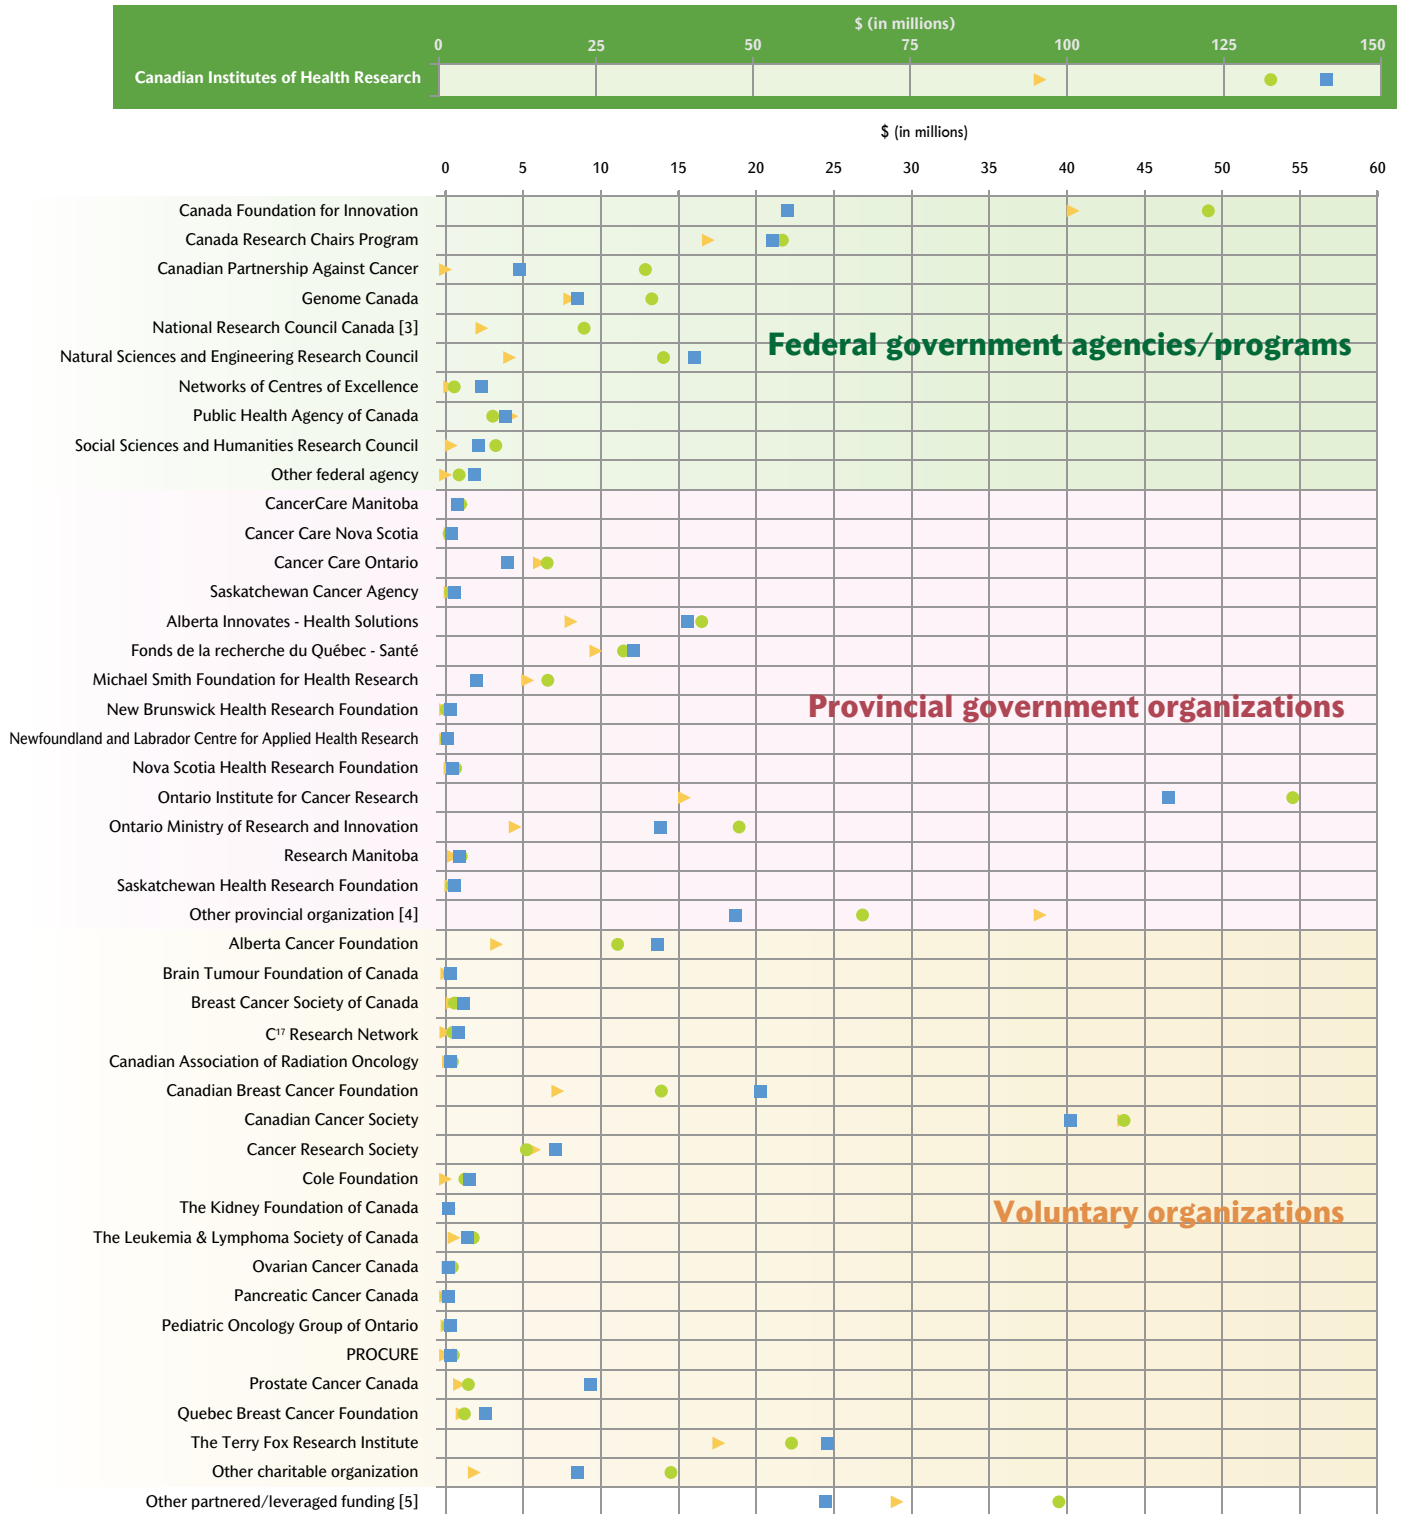 $ (in millions)
0 25 50 75 100 125 150
Canadian Institutes of Health Research
$ (in millions)
0 5 10 15 20 25 30 35 40 45 50 55 60
Canada Foundation for Innovation
Canada Research Chairs Program
Canadian Partnership Against Cancer
Genome Canada
National Research Council Canada [3]
Federal government agencies/programs
Natural Sciences and Engineering Research Council
Networks of Centres of Excellence
Public Health Agency of Canada
Social Sciences and Humanities Research Council
Other federal agency
CancerCare Manitoba
Cancer Care Nova Scotia
Cancer Care Ontario
Saskatchewan Cancer Agency
Alberta Innovates - Health Solutions
Fonds de la recherche du Québec - Santé
Michael Smith Foundation for Health Research
Provincial government organizations
New Brunswick Health Research Foundation
Newfoundland and Labrador Centre for Applied Health Research
Nova Scotia Health Research Foundation
Ontario Institute for Cancer Research
Ontario Ministry of Research and Innovation
Research Manitoba
Saskatchewan Health Research Foundation
Other provincial organization [4]
Alberta Cancer Foundation
Brain Tumour Foundation of Canada
Breast Cancer Society of Canada
C¹⁷ Research Network
Canadian Association of Radiation Oncology
Canadian Breast Cancer Foundation
Canadian Cancer Society
Cancer Research Society
Cole Foundation
The Kidney Foundation of Canada
Voluntary organizations
The Leukemia & Lymphoma Society of Canada
Ovarian Cancer Canada
Pancreatic Cancer Canada
Pediatric Oncology Group of Ontario
PROCURE
Prostate Cancer Canada
Quebec Breast Cancer Foundation
The Terry Fox Research Institute
Other charitable organization
Other partnered/leveraged funding [5]